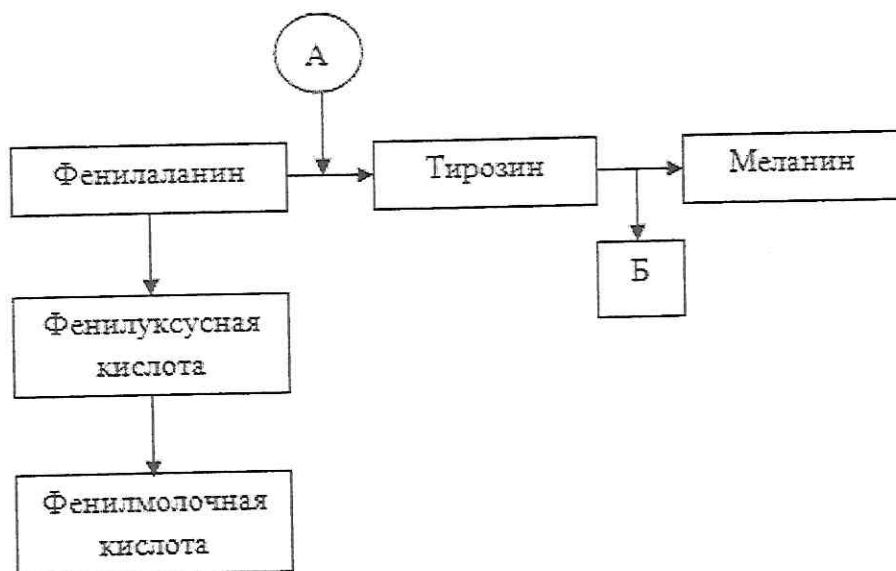 А
Фенилаланин
Тирозин
Меланин
Б
Фенилуксусная
кислота
Фенилмолочная
кислота